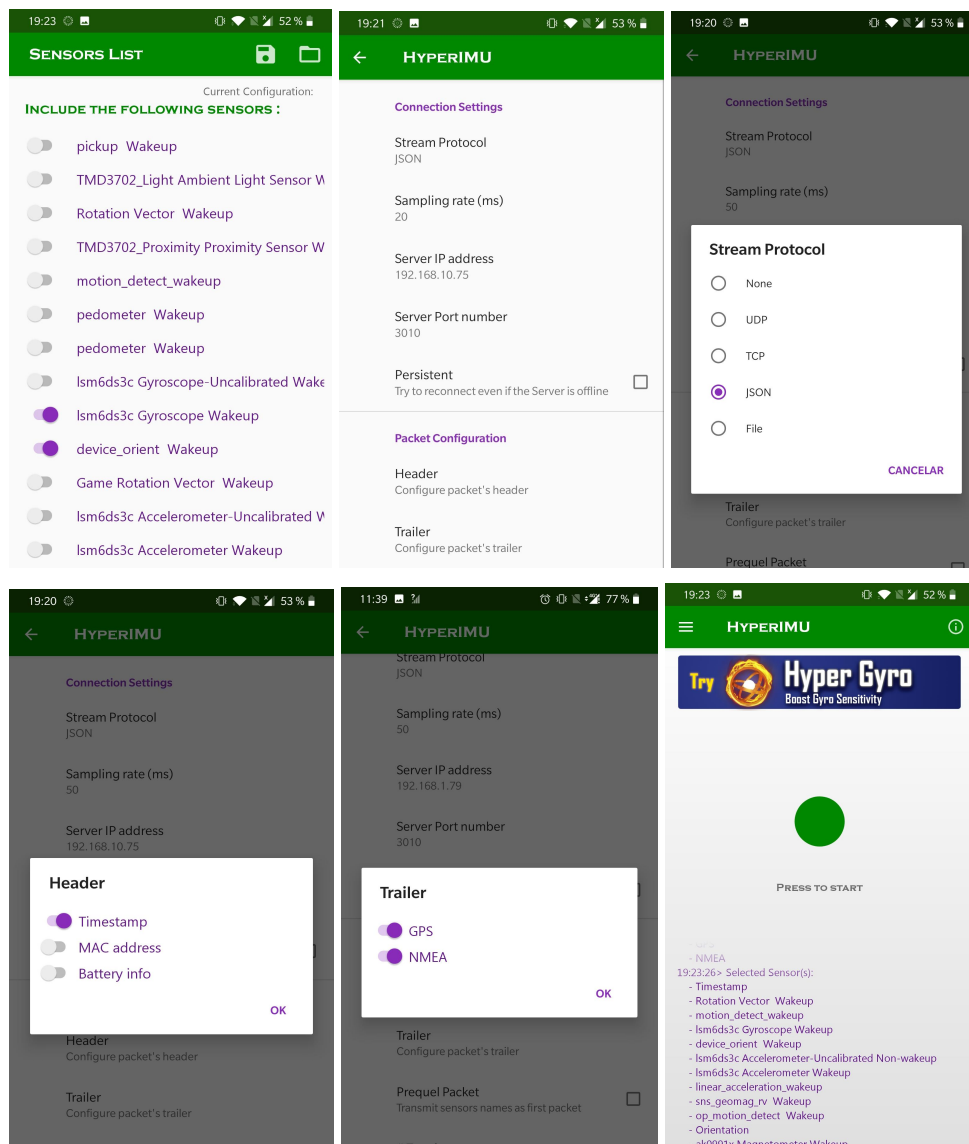 19:23 52 %
SENSORS LIST
Current Configuration:
INCLUDE THE FOLLOWING SENSORS :
pickup Wakeup
TMD3702_Light Ambient Light Sensor W
Rotation Vector Wakeup
TMD3702_Proximity Proximity Sensor W
motion_detect_wakeup
pedometer Wakeup
pedometer Wakeup
lsm6ds3c Gyroscope-Uncalibrated Wake
lsm6ds3c Gyroscope Wakeup
device_orient Wakeup
Game Rotation Vector Wakeup
lsm6ds3c Accelerometer-Uncalibrated W
lsm6ds3c Accelerometer Wakeup
19:21 53 %
HYPERIMU
Connection Settings
Stream Protocol
JSON
Sampling rate (ms)
20
Server IP address
192.168.10.75
Server Port number
3010
Persistent
Try to reconnect even if the Server is offline
Packet Configuration
Header
Configure packet's header
Trailer
Configure packet's trailer
19:20 53 %
HYPERIMU
Connection Settings
Stream Protocol
JSON
Sampling rate (ms)
50
Stream Protocol
None
UDP
TCP
JSON
File
CANCELAR
Trailer
Configure packet's trailer
Prequel Packet
19:20 53 %
HYPERIMU
Connection Settings
Stream Protocol
JSON
Sampling rate (ms)
50
Server IP address
192.168.10.75
Header
Timestamp
MAC address
Battery info
OK
Header
Configure packet's header
Trailer
Configure packet's trailer
11:39 77 %
HYPERIMU
Stream Protocol
JSON
Sampling rate (ms)
50
Server IP address
192.168.1.79
Server Port number
3010
Trailer
GPS
NMEA
OK
Trailer
Configure packet's trailer
Prequel Packet
Transmit sensors names as first packet
19:23 52 %
HYPERIMU
Try Hyper Gyro
Boost Gyro Sensitivity
PRESS TO START
- NMEA
19:23:26> Selected Sensor(s):
- Timestamp
- Rotation Vector Wakeup
- motion_detect_wakeup
- lsm6ds3c Gyroscope Wakeup
- device_orient Wakeup
- lsm6ds3c Accelerometer-Uncalibrated Non-wakeup
- lsm6ds3c Accelerometer Wakeup
- linear_acceleration_wakeup
- sns_geomag_rv Wakeup
- op_motion_detect Wakeup
- Orientation
- ak0991x Magnetometer Wakeup